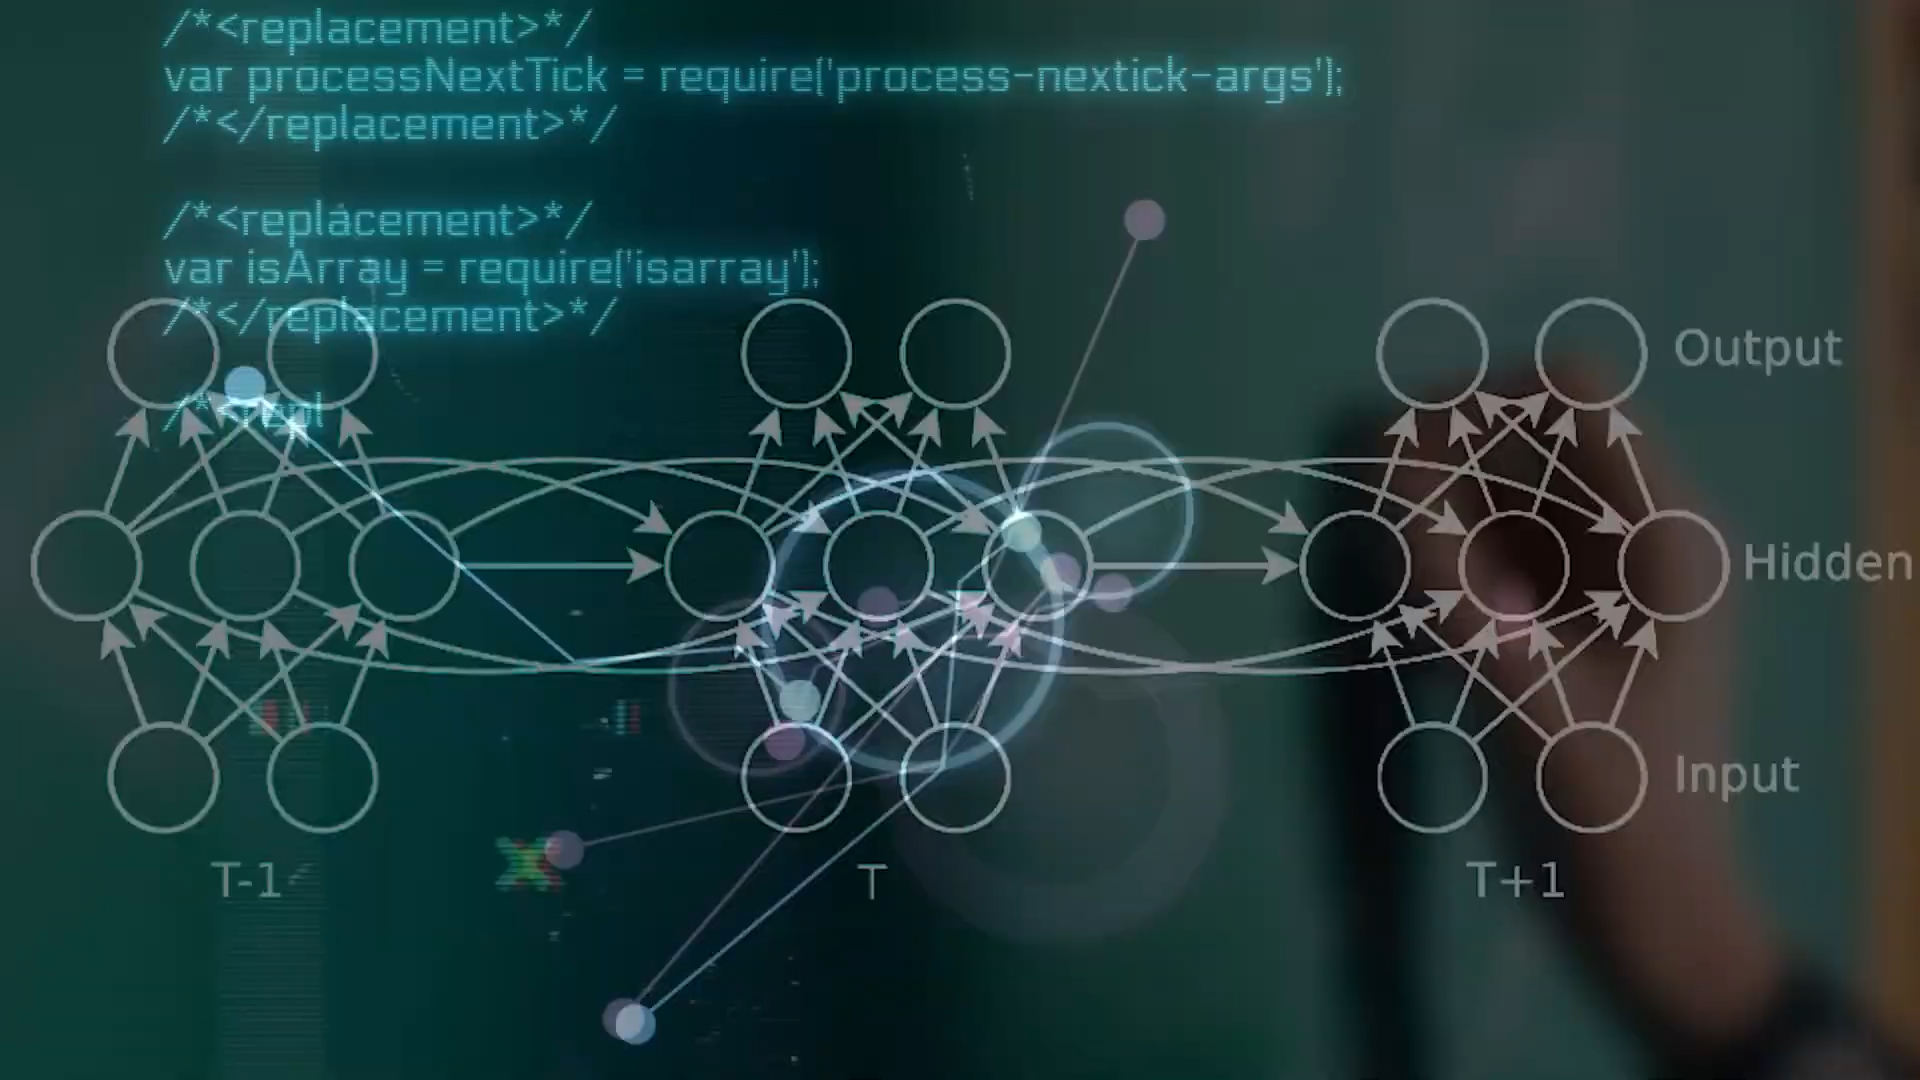 /*<replacement>*/
var processNextTick = require('process-nextick-args');
/*</replacement>*/
/*<replacement>*/
var isArray = require('isarray');
/*</replacement>*/
/*<repl
Output
Hidden
Input
T-1
T
T+1